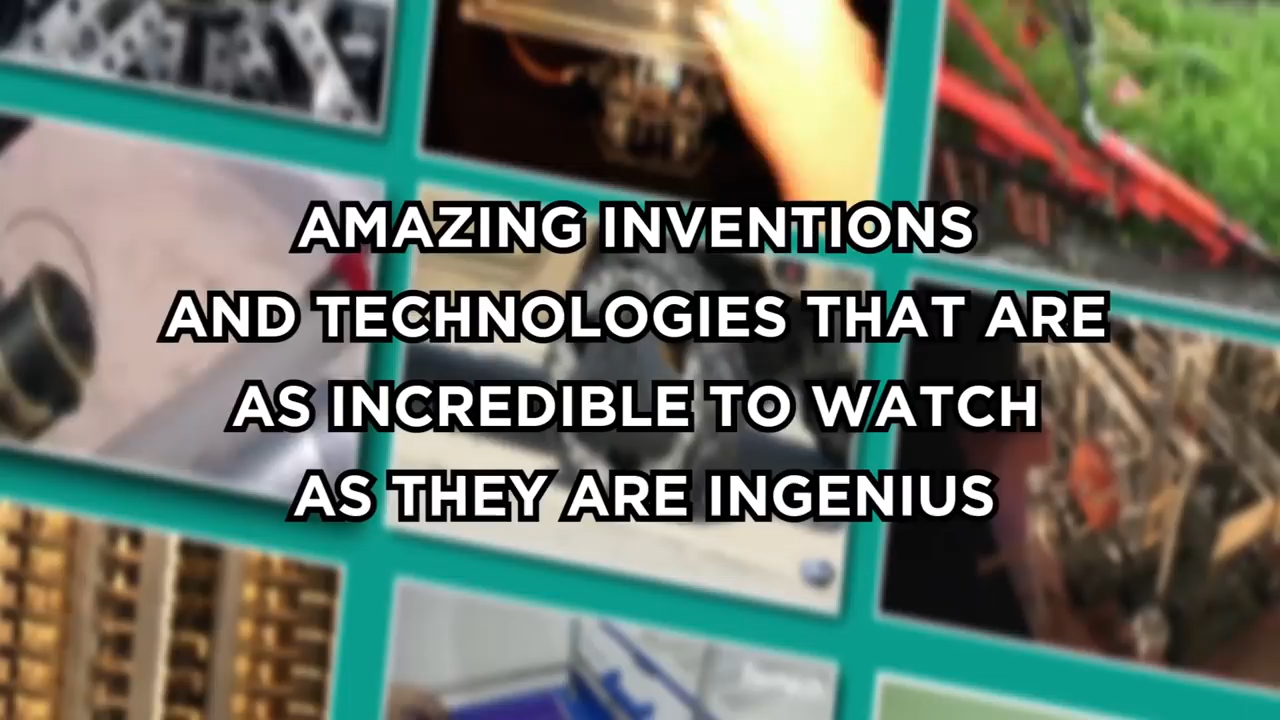 AMAZING INVENTIONS
AND TECHNOLOGIES THAT ARE
AS INCREDIBLE TO WATCH
AS THEY ARE INGENIUS